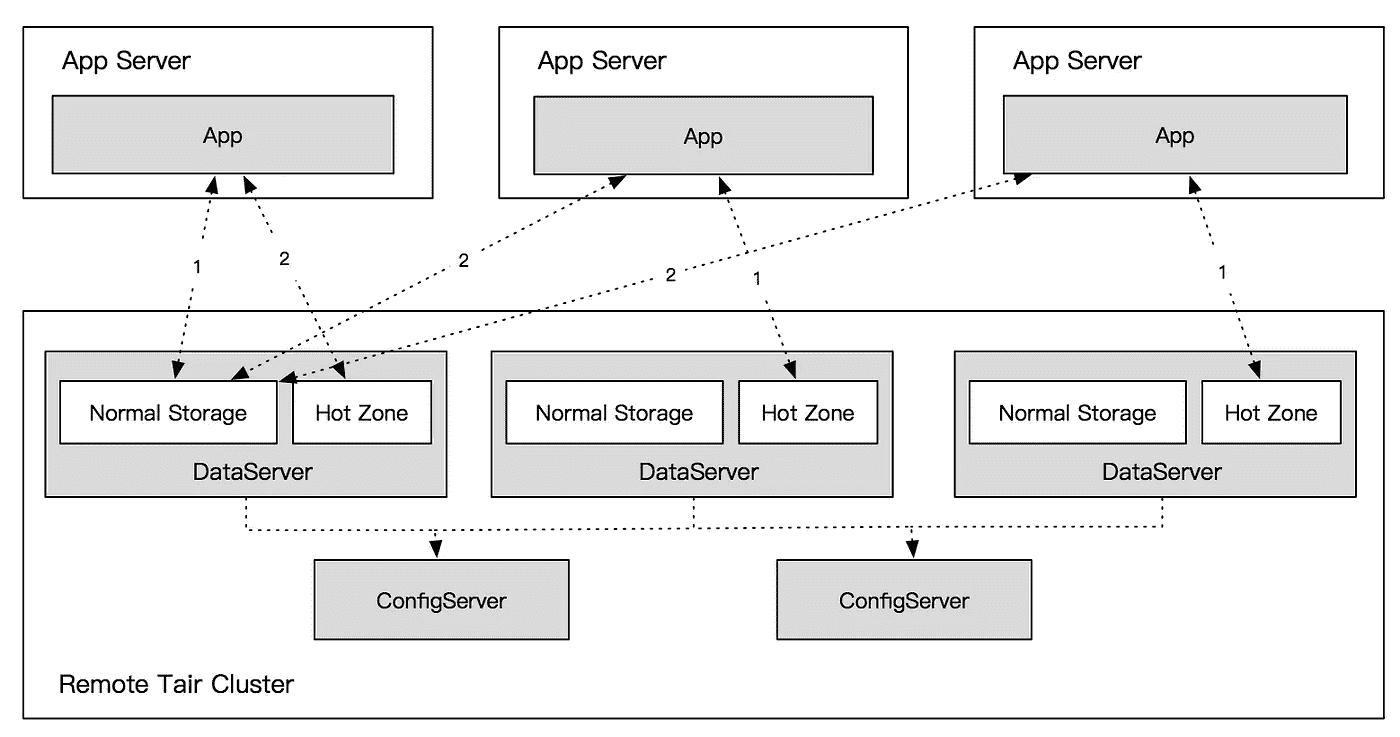 App Server
App Server
App Server
App
App
App
1
2
2
2
1
1
Normal Storage
Hot Zone
Normal Storage
Hot Zone
Normal Storage
Hot Zone
DataServer
DataServer
DataServer
ConfigServer
ConfigServer
Remote Tair Cluster